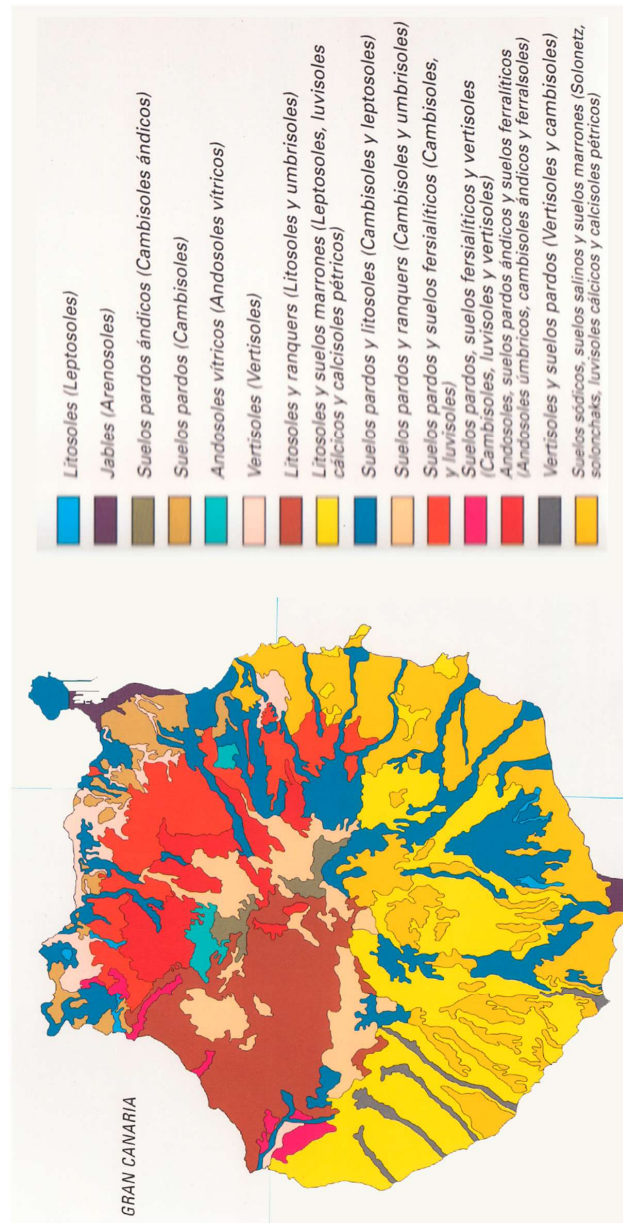 Litosoles (Leptosoles)
Jables (Arenosoles)
Suelos pardos ándicos (Cambisoles ándicos)
Suelos pardos (Cambisoles)
Andosoles vítricos (Andosoles vítricos)
Vertisoles (Vertisoles)
Litosoles y ranquers (Litosoles y umbrisoles)
Litosoles y suelos marrones (Leptosoles, luvisoles
cálcicos y calcisoles pétricos)
Suelos pardos y litosoles (Cambisoles y leptosoles)
Suelos pardos y ranquers (Cambisoles y umbrisoles)
Suelos pardos y suelos fersialíticos (Cambisoles,
y luvisoles)
Suelos pardos, suelos fersialíticos y vertisoles
(Cambisoles, luvisoles y vertisoles)
Andosoles, suelos pardos ándicos y suelos ferralíticos
(Andosoles úmbricos, cambisoles ándicos y ferralsoles)
Vertisoles y suelos pardos (Vertisoles y cambisoles)
Suelos sódicos, suelos salinos y suelos marrones (Solonetz,
solonchaks, luvisoles cálcicos y calcisoles pétricos)
GRAN CANARIA